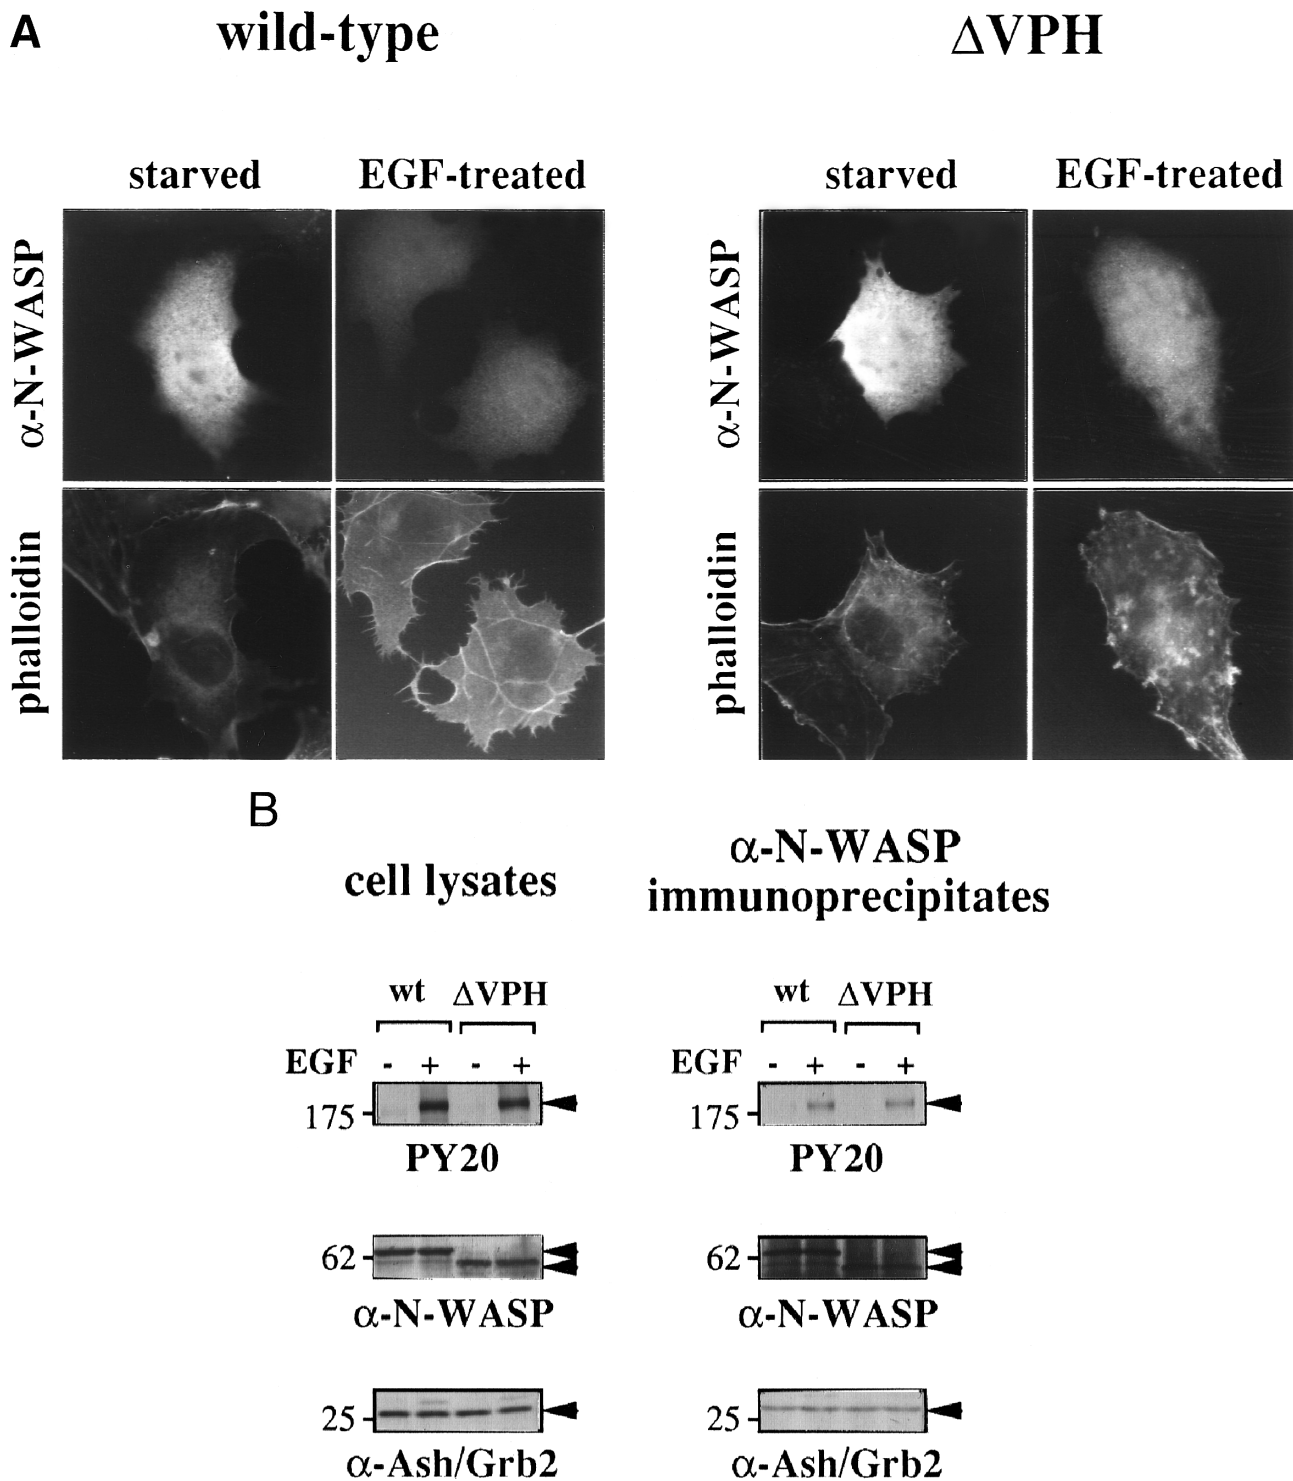 A
wild-type ΔVPH
starved EGF-treated starved EGF-treated
α-N-WASP α-N-WASP
phalloidin phalloidin
B
cell lysates
α-N-WASP
immunoprecipitates
wt ΔVPH wt ΔVPH
EGF - + - + EGF - + - +
175 175
PY20 PY20
62 62
α-N-WASP α-N-WASP
25 25
α-Ash/Grb2 α-Ash/Grb2